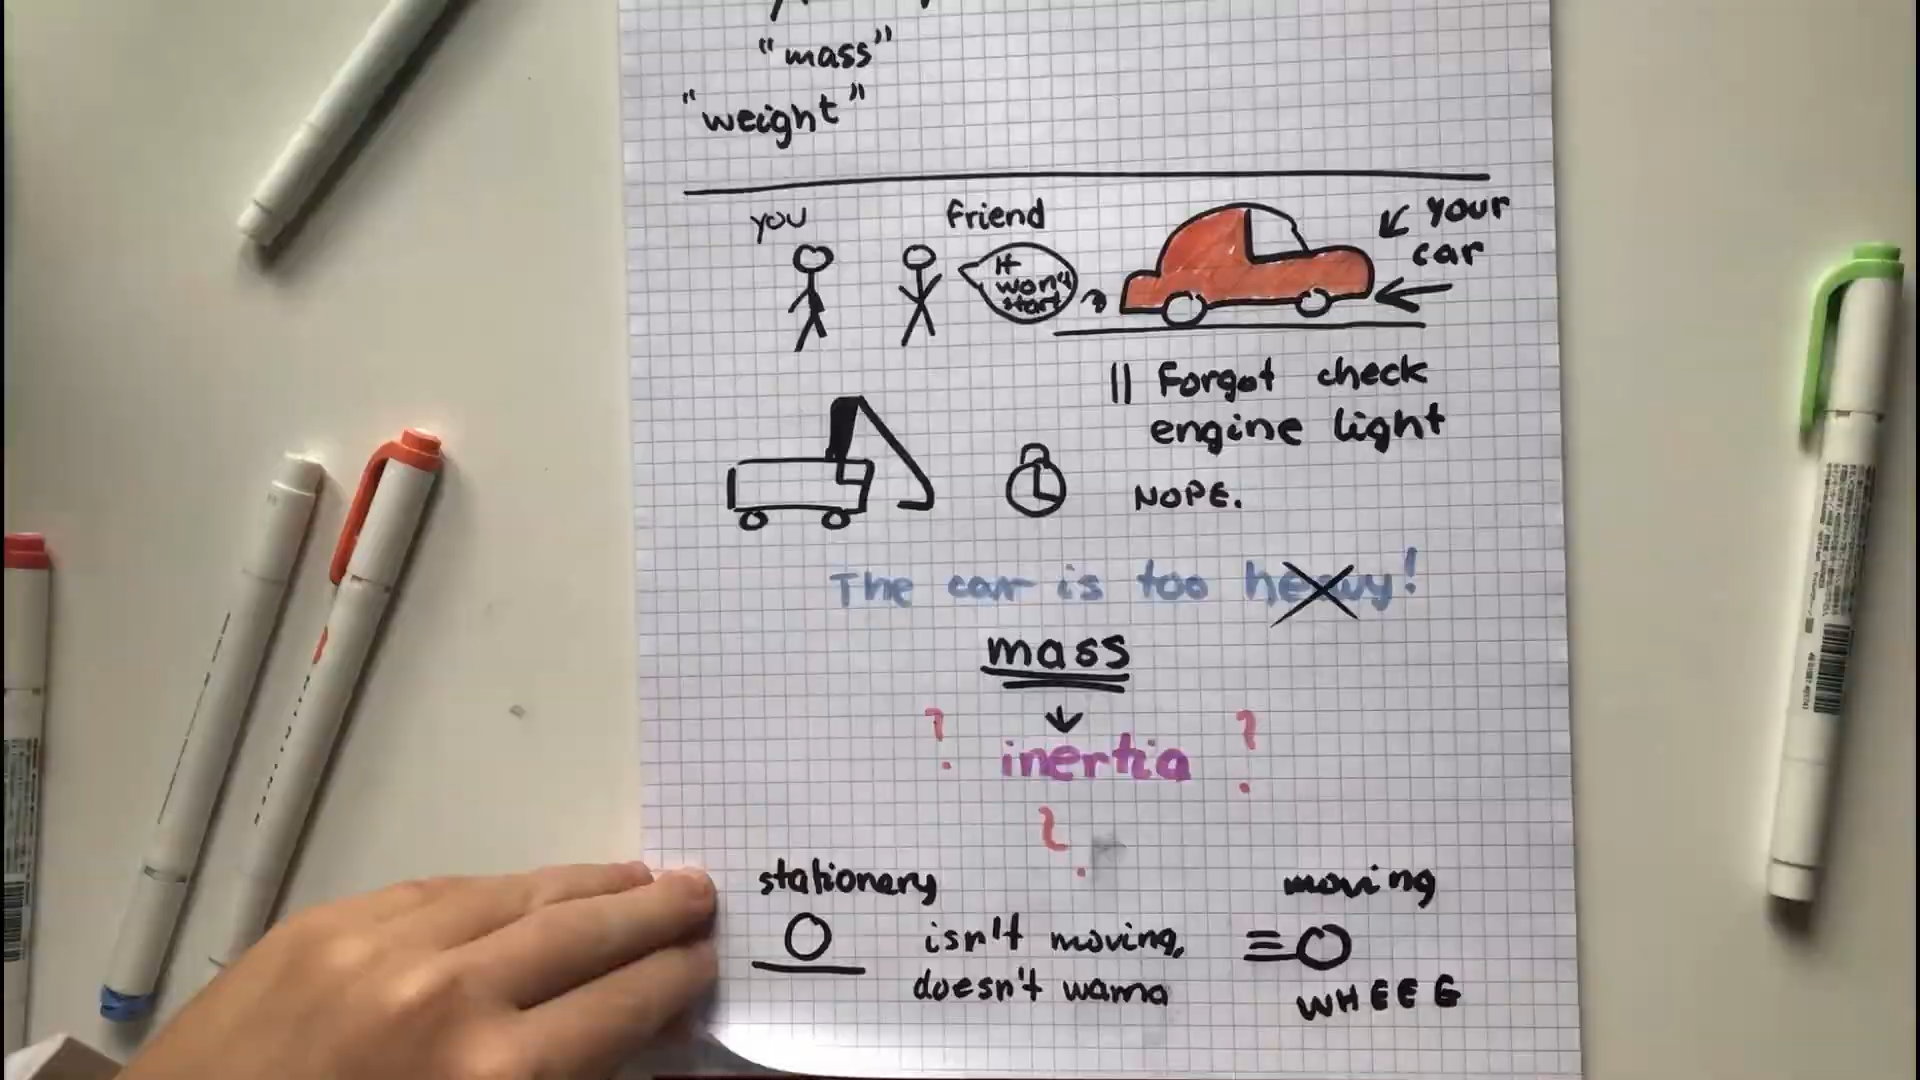 "mass"
"weight"
you
friend
It
won't
start
your
car
|| Forgot check
engine light
NOPE.
The car is too heavy!
mass
? inertia ?
?
stationary
isn't moving,
doesn't wanna
moving
WHEEE